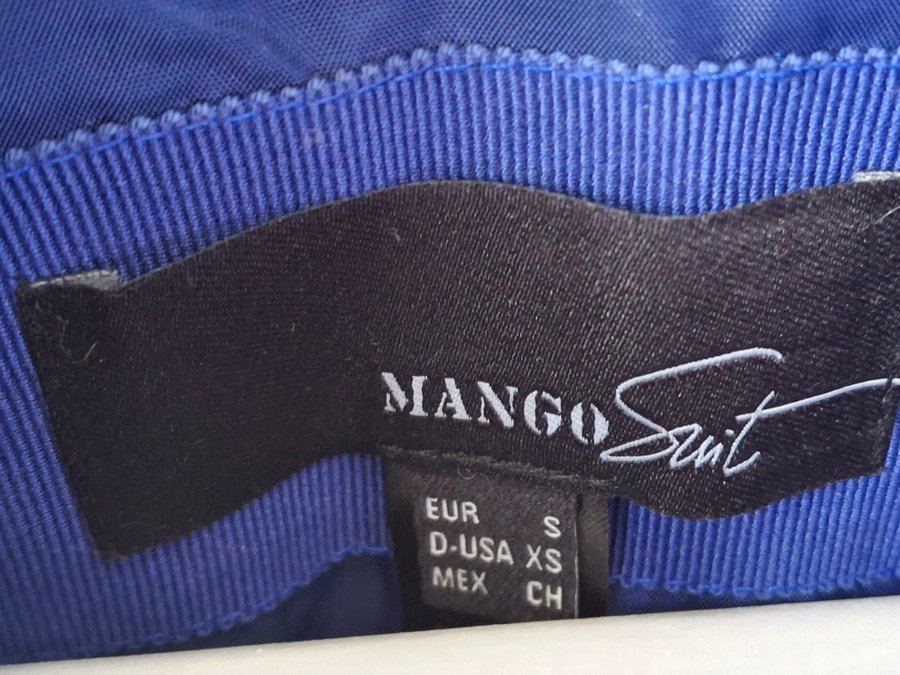 MANGO Suit
EUR S
D-USA XS
MEX CH